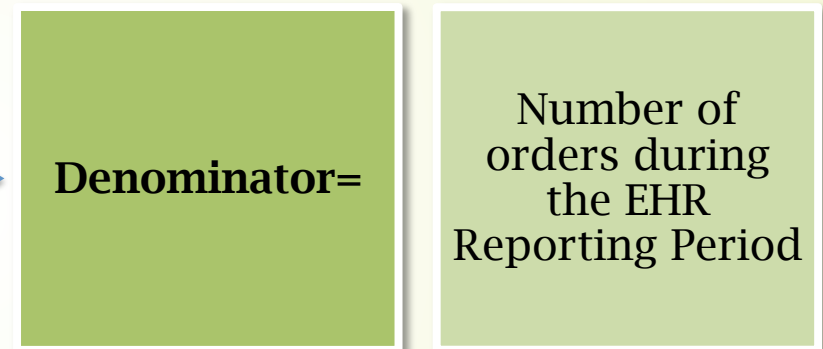 Denominator=
Number of
orders during
the EHR
Reporting Period